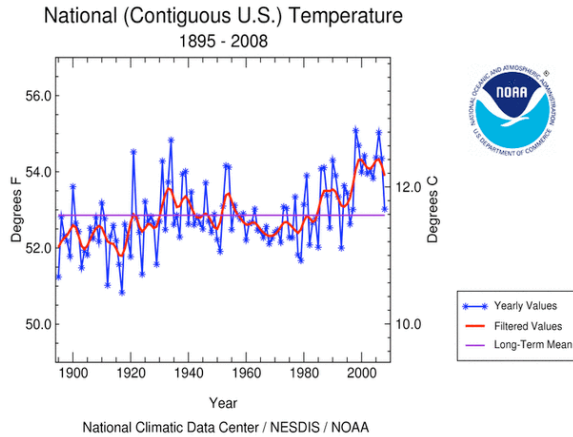 National (Contiguous U.S.) Temperature
1895 - 2008
56.0
54.0
52.0
50.0
Degrees F
12.0
10.0
Degrees C
1900
1920
1940
1960
1980
2000
Year
National Climatic Data Center / NESDIS / NOAA
NATIONAL OCEANIC AND ATMOSPHERIC ADMINISTRATION
®
NOAA
U.S. DEPARTMENT OF COMMERCE
Yearly Values
Filtered Values
Long-Term Mean